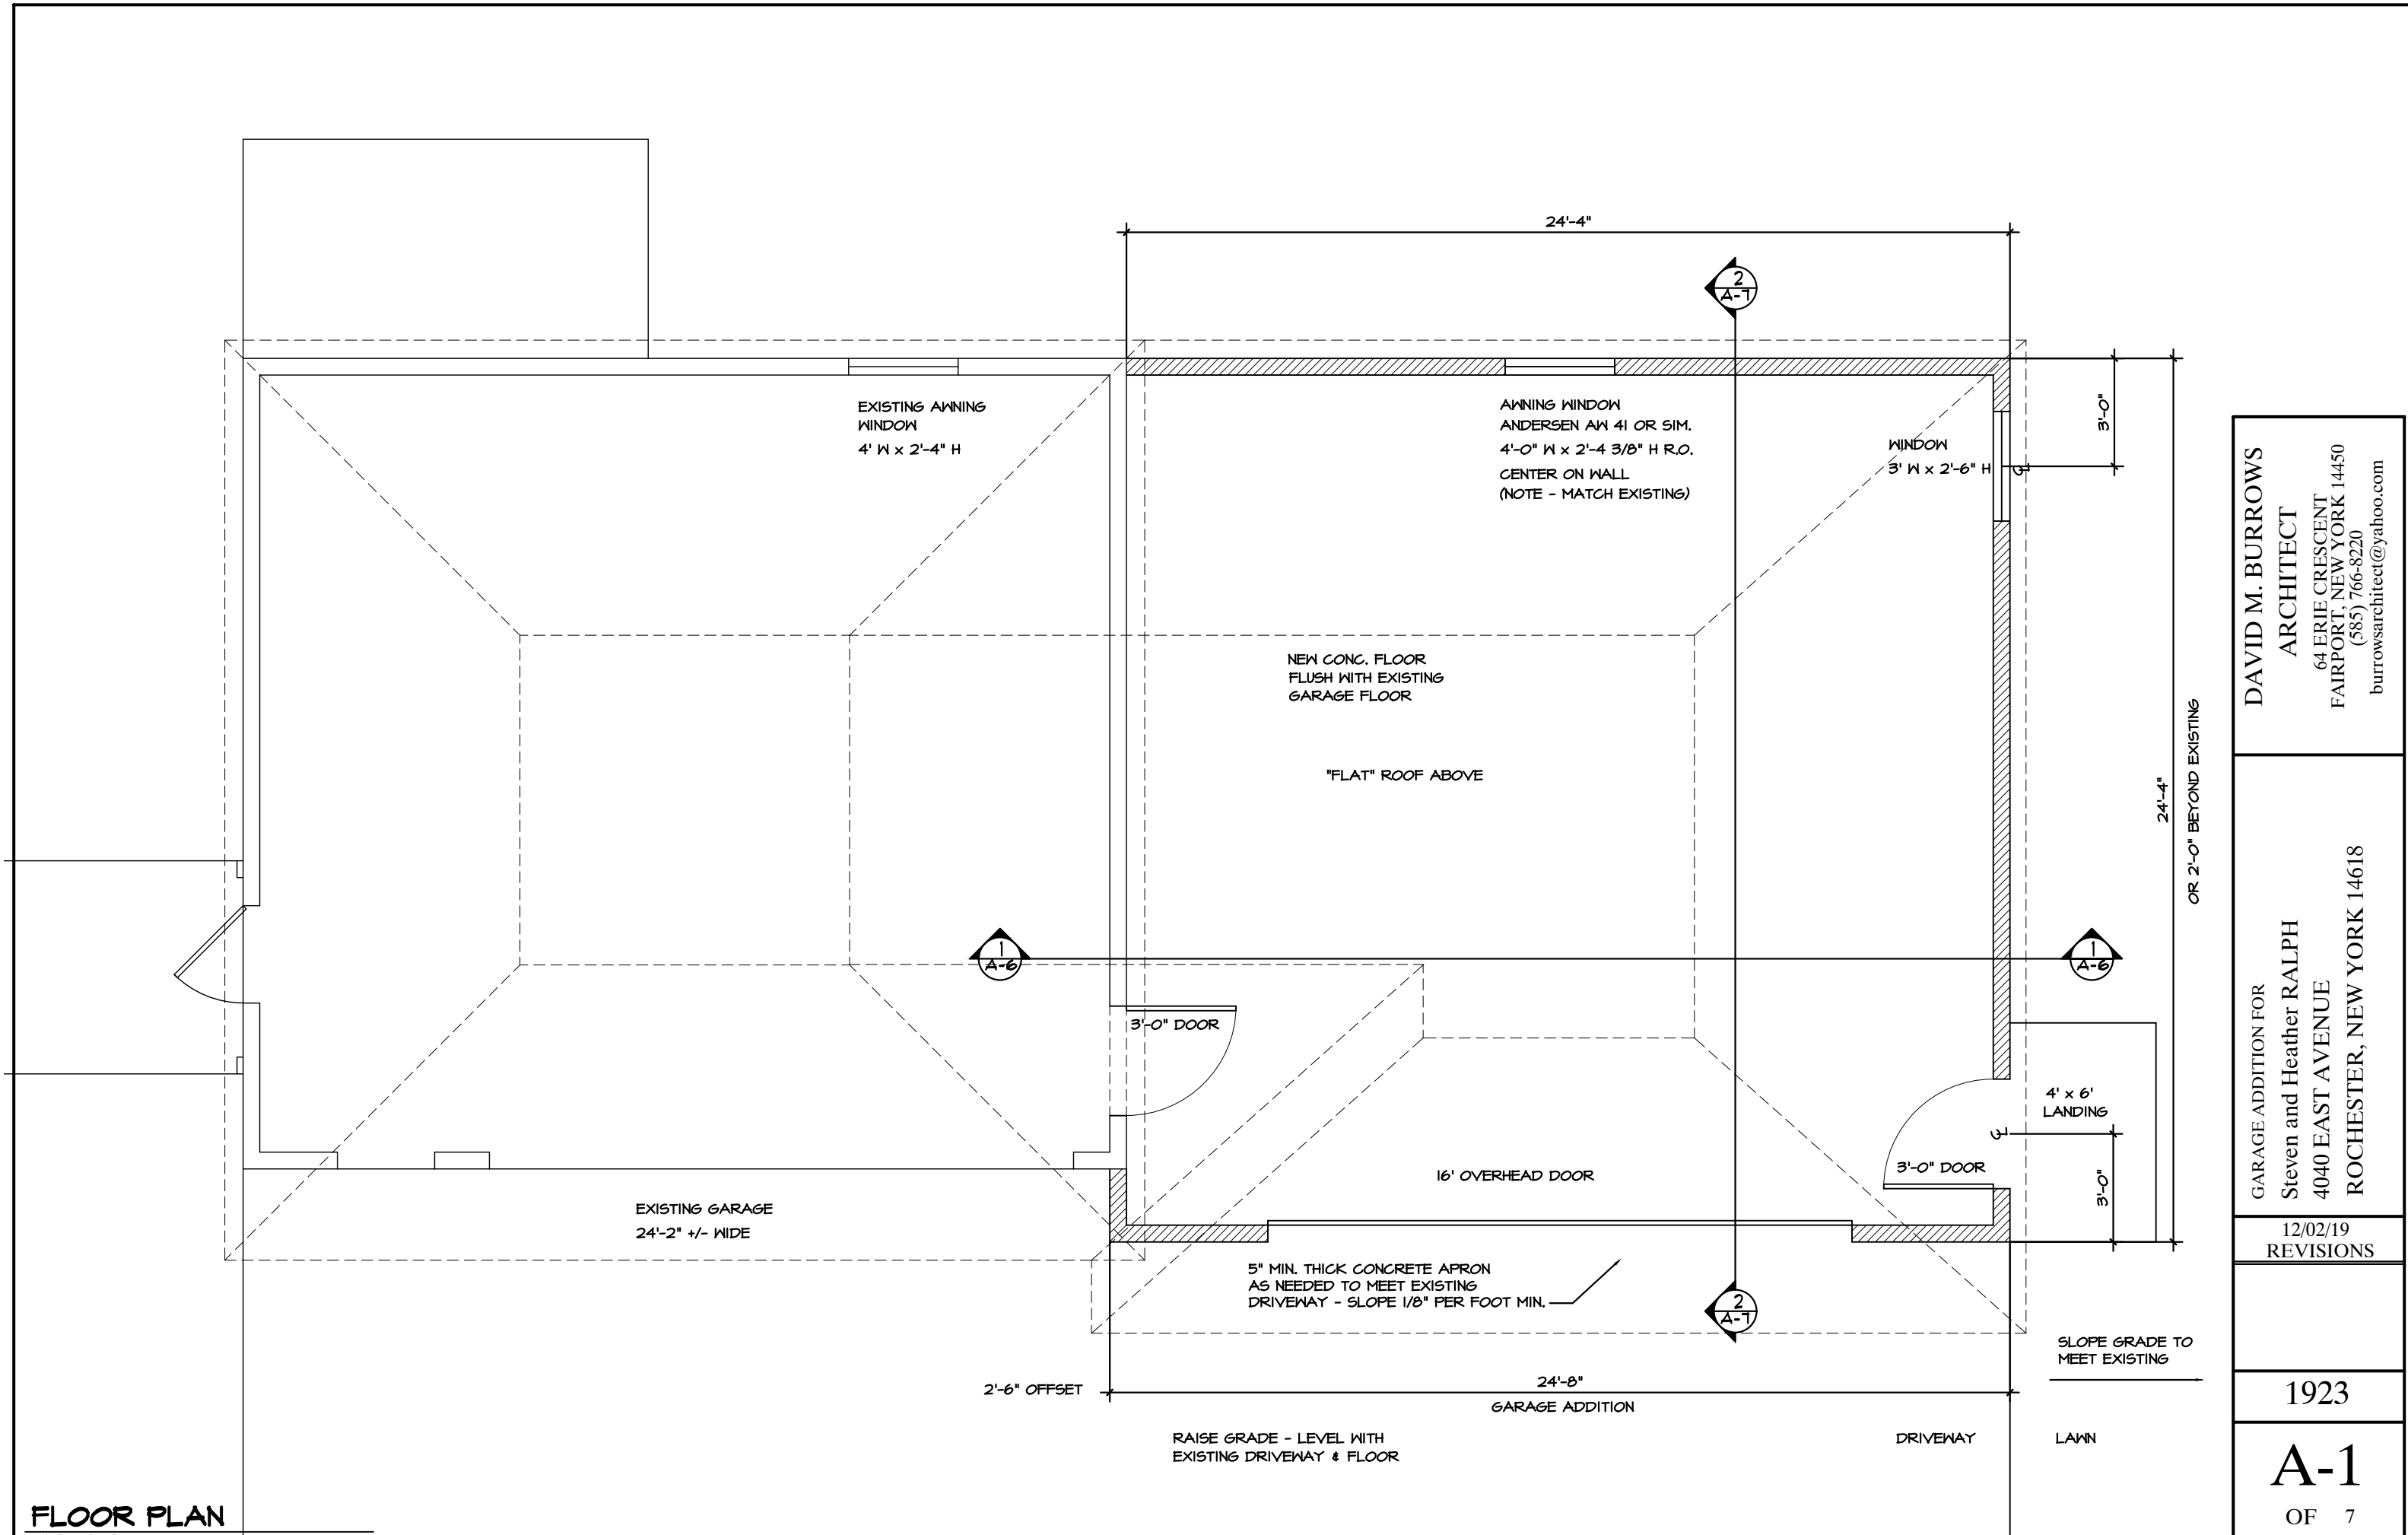 24'-4"
2
A-7
EXISTING AWNING
WINDOW
4' W x 2'-4" H
AWNING WINDOW
ANDERSEN AW 41 OR SIM.
4'-0" W x 2'-4 3/8" H R.O.
CENTER ON WALL
(NOTE - MATCH EXISTING)
WINDOW
3' W x 2'-6" H
3'-0"
NEW CONC. FLOOR
FLUSH WITH EXISTING
GARAGE FLOOR
"FLAT" ROOF ABOVE
24'-4"
OR 2'-0" BEYOND EXISTING
1
A-6
1
A-6
3'-0" DOOR
4' x 6'
LANDING
3'-0" DOOR
3'-0"
16' OVERHEAD DOOR
EXISTING GARAGE
24'-2" +/- WIDE
5" MIN. THICK CONCRETE APRON
AS NEEDED TO MEET EXISTING
DRIVEWAY - SLOPE 1/8" PER FOOT MIN.
2
A-7
SLOPE GRADE TO
MEET EXISTING
2'-6" OFFSET
24'-8"
GARAGE ADDITION
RAISE GRADE - LEVEL WITH
EXISTING DRIVEWAY & FLOOR
DRIVEWAY
LAWN
FLOOR PLAN
DAVID M. BURROWS
ARCHITECT
64 ERIE CRESCENT
FAIRPORT, NEW YORK 14450
(585) 766-8220
burrowsarchitect@yahoo.com
GARAGE ADDITION FOR
Steven and Heather RALPH
4040 EAST AVENUE
ROCHESTER, NEW YORK 14618
12/02/19
REVISIONS
1923
A-1
OF 7